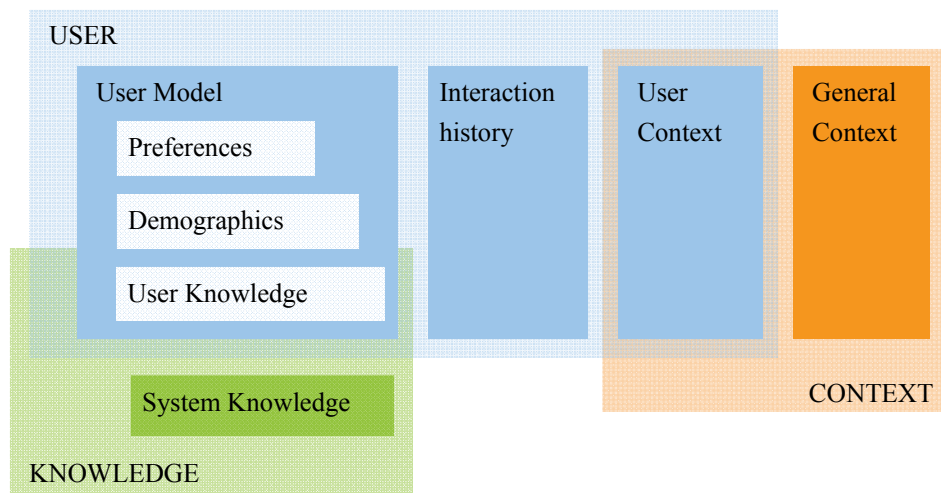 USER
User Model
Preferences
Demographics
User Knowledge
Interaction
history
User
Context
General
Context
System Knowledge
CONTEXT
KNOWLEDGE